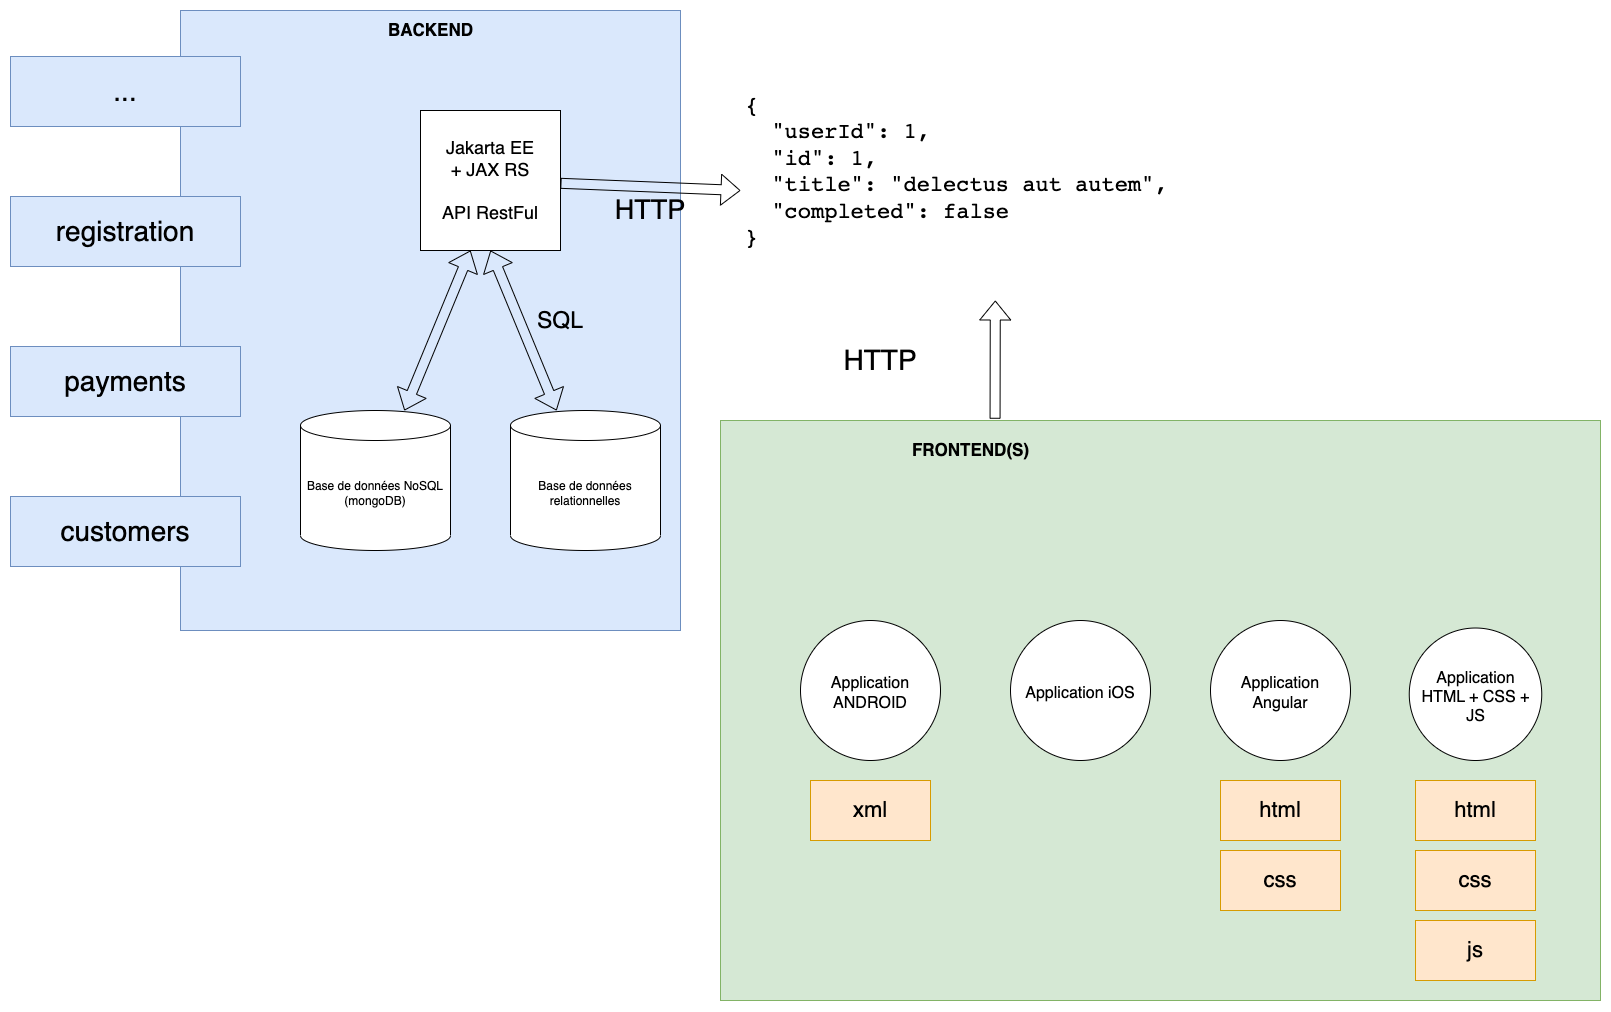 BACKEND
...
registration
payments
customers
Jakarta EE
+ JAX RS
API RestFul
HTTP
SQL
Base de données NoSQL
(mongoDB)
Base de données
relationnelles
{
  "userId": 1,
  "id": 1,
  "title": "delectus aut autem",
  "completed": false
}
HTTP
FRONTEND(S)
Application
ANDROID
Application iOS
Application
Angular
Application
HTML + CSS +
JS
xml
html
css
html
css
js